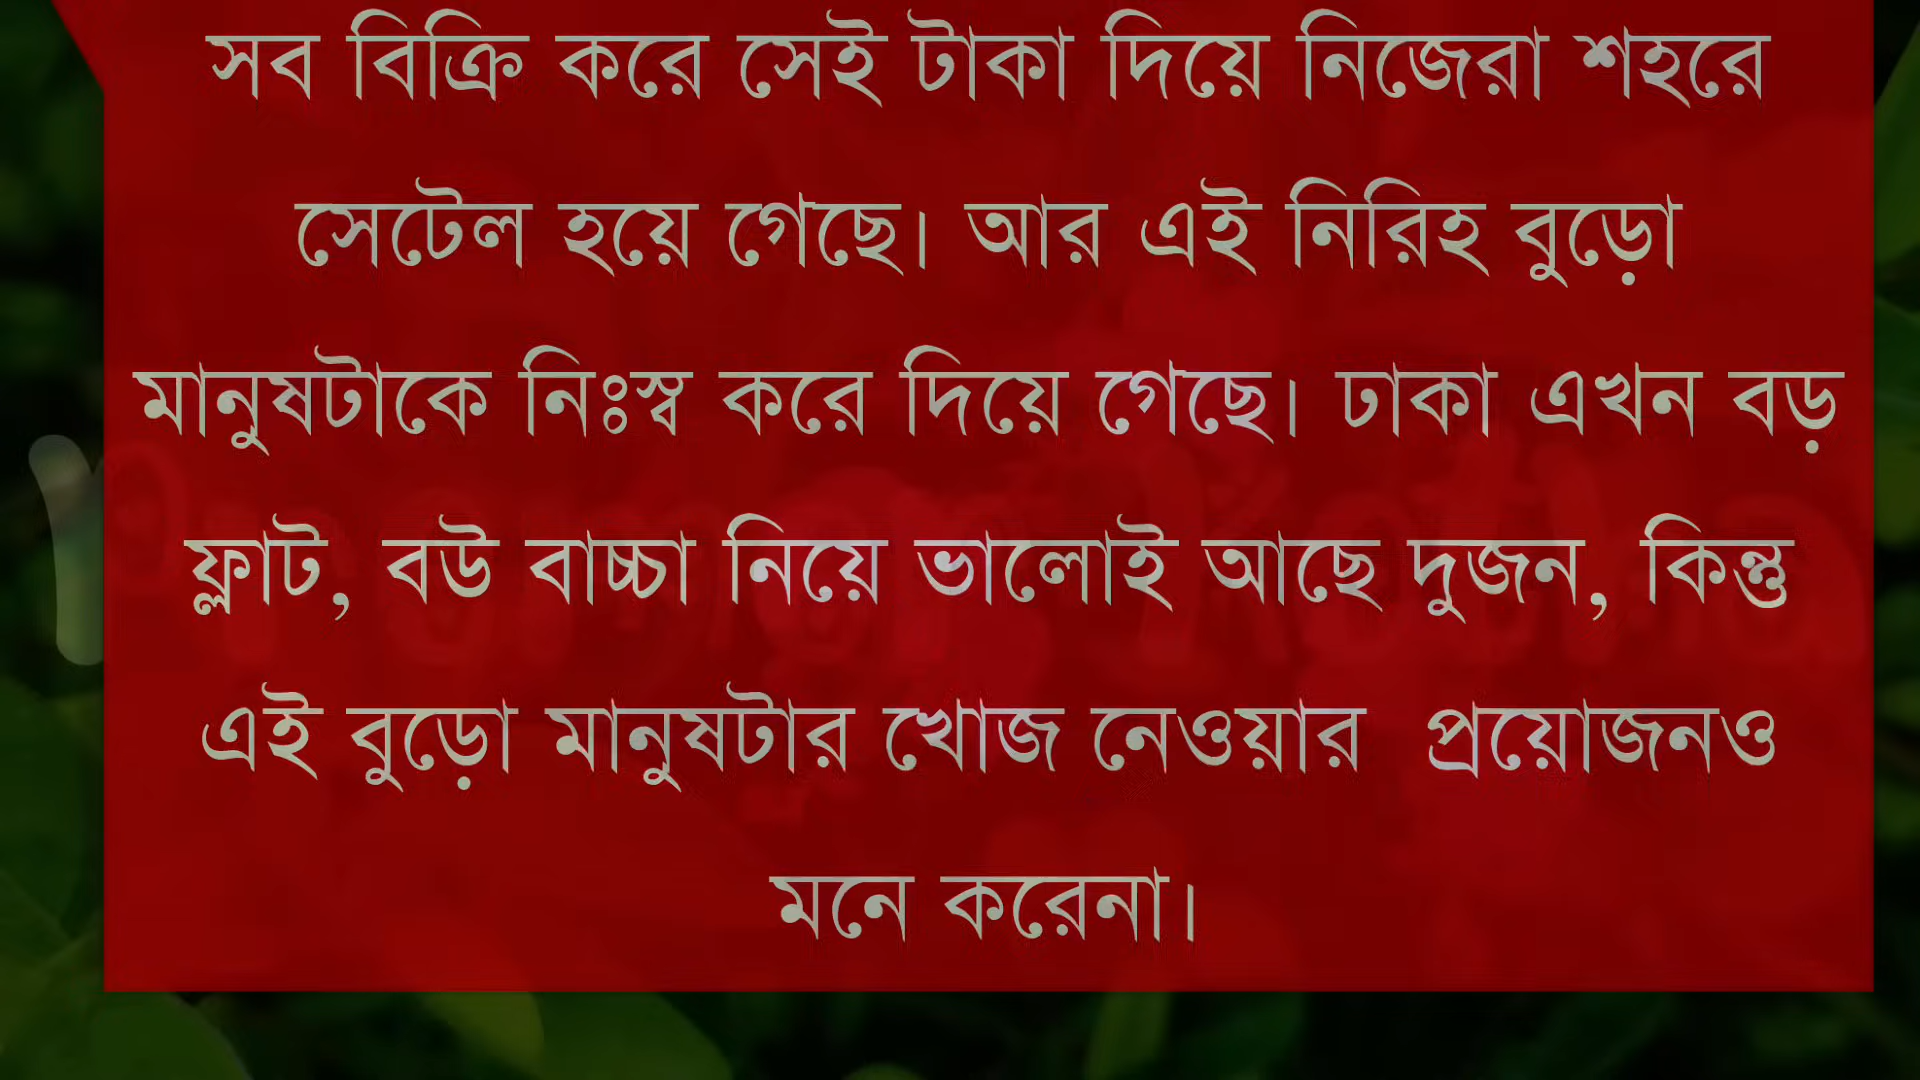 সব বিক্রি করে সেই টাকা দিয়ে নিজেরা শহরে
সেটেল হয়ে গেছে। আর এই নিরিহ বুড়ো
মানুষটাকে নিঃস্ব করে দিয়ে গেছে। ঢাকা এখন বড়
ফ্লাট, বউ বাচ্চা নিয়ে ভালোই আছে দুজন, কিন্তু
এই বুড়ো মানুষটার খোজ নেওয়ার প্রয়োজনও
মনে করেনা।